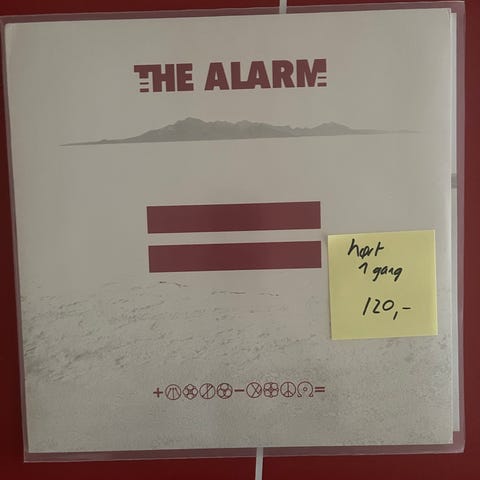 THE ALARM
hørt
1 gang
120,-